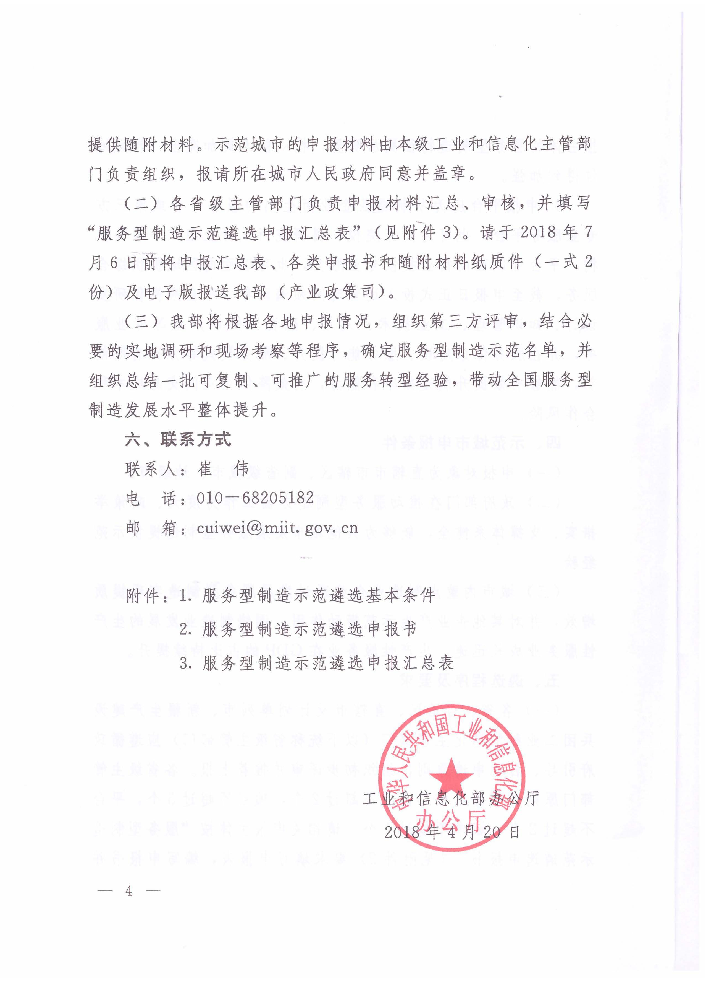 提供随附材料。示范城市的申报材料由本级工业和信息化主管部
门负责组织，报请所在城市人民政府同意并盖章。
（二）各省级主管部门负责申报材料汇总、审核，并填写
“服务型制造示范遴选申报汇总表”（见附件 3）。请于 2018 年 7
月 6 日前将申报汇总表、各类申报书和随附材料纸质件（一式 2
份）及电子版报送我部（产业政策司）。
（三）我部将根据各地申报情况，组织第三方评审，结合必
要的实地调研和现场考察等程序，确定服务型制造示范名单，并
组织总结一批可复制、可推广的服务转型经验，带动全国服务型
制造发展水平整体提升。
六、联系方式
联系人：崔　伟
电　话：010－68205182
邮　箱：cuiwei@miit.gov.cn
附件：1. 服务型制造示范遴选基本条件
2. 服务型制造示范遴选申报书
3. 服务型制造示范遴选申报汇总表
中华人民共和国工业和信息化部
工业和信息化部办公厅
办公厅
2018 年 4 月 20 日
— 4 —